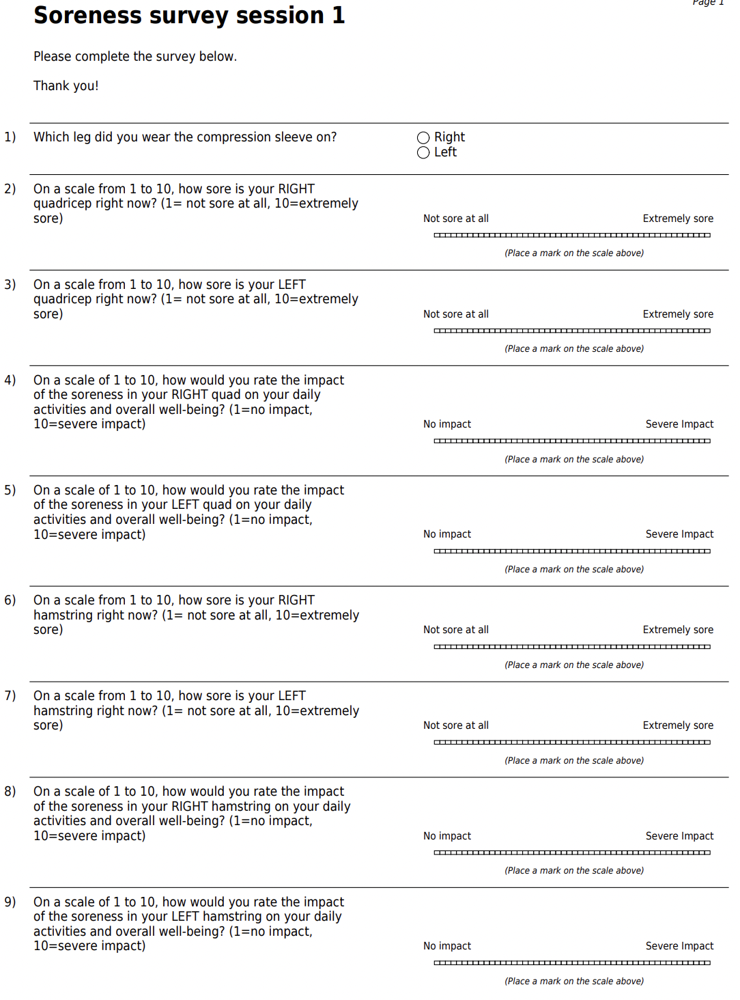 Page 1
Soreness survey session 1
Please complete the survey below.
Thank you!
1) Which leg did you wear the compression sleeve on?
Right
Left
2) On a scale from 1 to 10, how sore is your RIGHT
quadricep right now? (1= not sore at all, 10=extremely
sore)
Not sore at all Extremely sore
(Place a mark on the scale above)
3) On a scale from 1 to 10, how sore is your LEFT
quadricep right now? (1= not sore at all, 10=extremely
sore)
Not sore at all Extremely sore
(Place a mark on the scale above)
4) On a scale of 1 to 10, how would you rate the impact
of the soreness in your RIGHT quad on your daily
activities and overall well-being? (1=no impact,
10=severe impact)
No impact Severe Impact
(Place a mark on the scale above)
5) On a scale of 1 to 10, how would you rate the impact
of the soreness in your LEFT quad on your daily
activities and overall well-being? (1=no impact,
10=severe impact)
No impact Severe Impact
(Place a mark on the scale above)
6) On a scale from 1 to 10, how sore is your RIGHT
hamstring right now? (1= not sore at all, 10=extremely
sore)
Not sore at all Extremely sore
(Place a mark on the scale above)
7) On a scale from 1 to 10, how sore is your LEFT
hamstring right now? (1= not sore at all, 10=extremely
sore)
Not sore at all Extremely sore
(Place a mark on the scale above)
8) On a scale of 1 to 10, how would you rate the impact
of the soreness in your RIGHT hamstring on your daily
activities and overall well-being? (1=no impact,
10=severe impact)
No impact Severe Impact
(Place a mark on the scale above)
9) On a scale of 1 to 10, how would you rate the impact
of the soreness in your LEFT hamstring on your daily
activities and overall well-being? (1=no impact,
10=severe impact)
No impact Severe Impact
(Place a mark on the scale above)